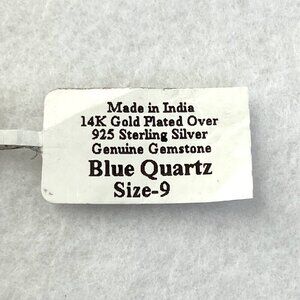 Made in India
14K Gold Plated Over
925 Sterling Silver
Genuine Gemstone
Blue Quartz
Size-9